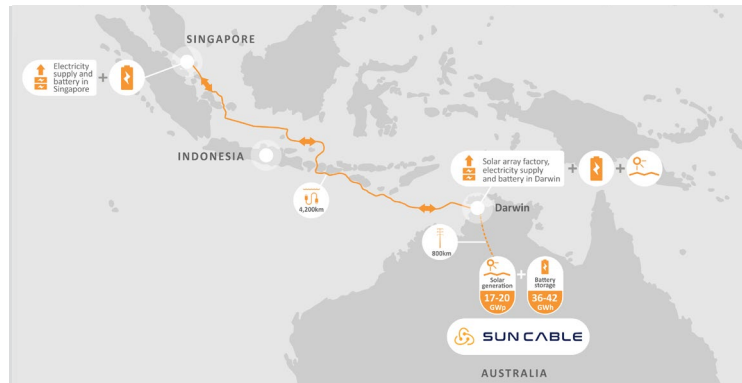 SINGAPORE
Electricity
supply and
battery in
Singapore
+
INDONESIA
4,200km
Solar array factory,
electricity supply
and battery in Darwin
+
+
Darwin
800km
Solar
generation
17-20
GWp
+
Battery
storage
36-42
GWh
SUN CABLE
AUSTRALIA